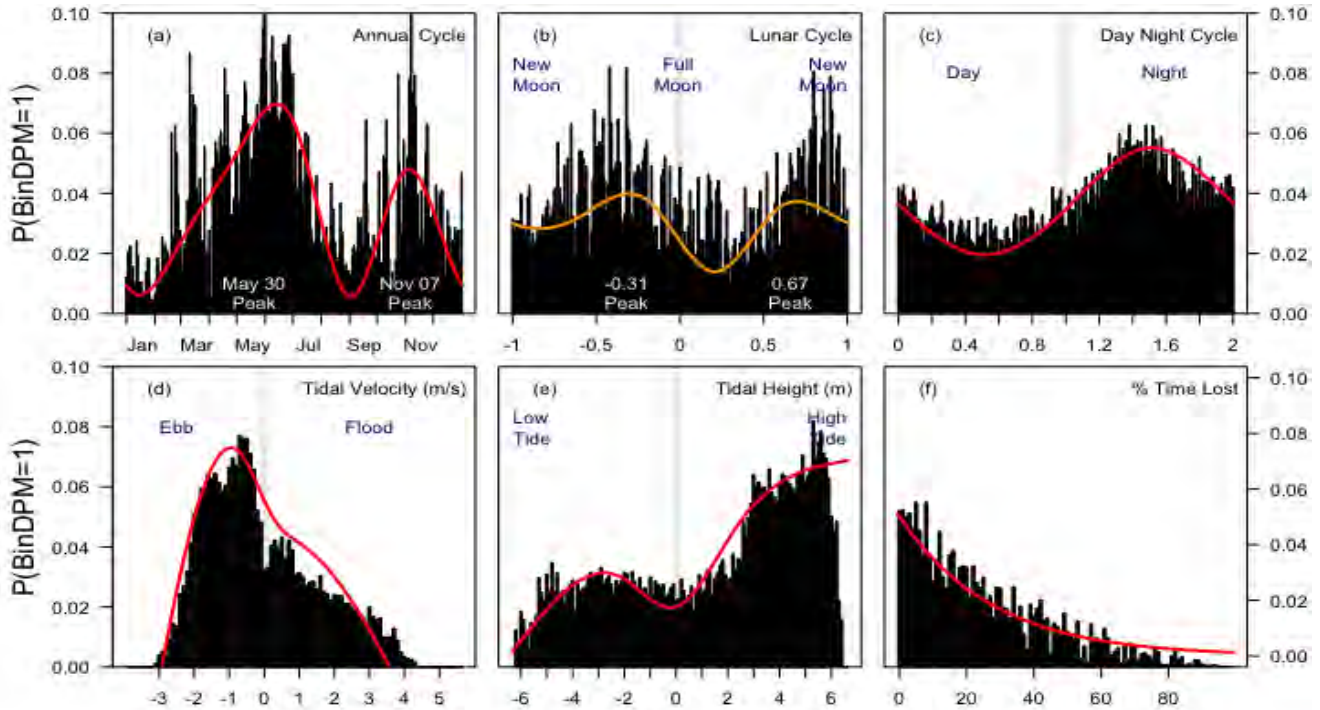 (a) Annual Cycle
(b) Lunar Cycle
(c) Day Night Cycle
New Moon
Full Moon
New Moon
Day
Night
P(BinDPM=1)
0.10
0.08
0.06
0.04
0.02
0.00
May 30
Peak
Nov 07
Peak
-0.31
Peak
0.67
Peak
0.10
0.08
0.06
0.04
0.02
0.00
Jan Mar May Jul Sep Nov
-1 -0.5 0 0.5 1
0 0.4 1 1.6 2
(d) Tidal Velocity (m/s)
(e) Tidal Height (m)
(f) % Time Lost
Ebb
Flood
Low
Tide
High
Tide
P(BinDPM=1)
0.10
0.08
0.06
0.04
0.02
0.00
0.10
0.08
0.06
0.04
0.02
0.00
-3 -2 -1 0 1 2 3 4 5
-6 -4 -2 0 2 4 6
0 20 40 60 80